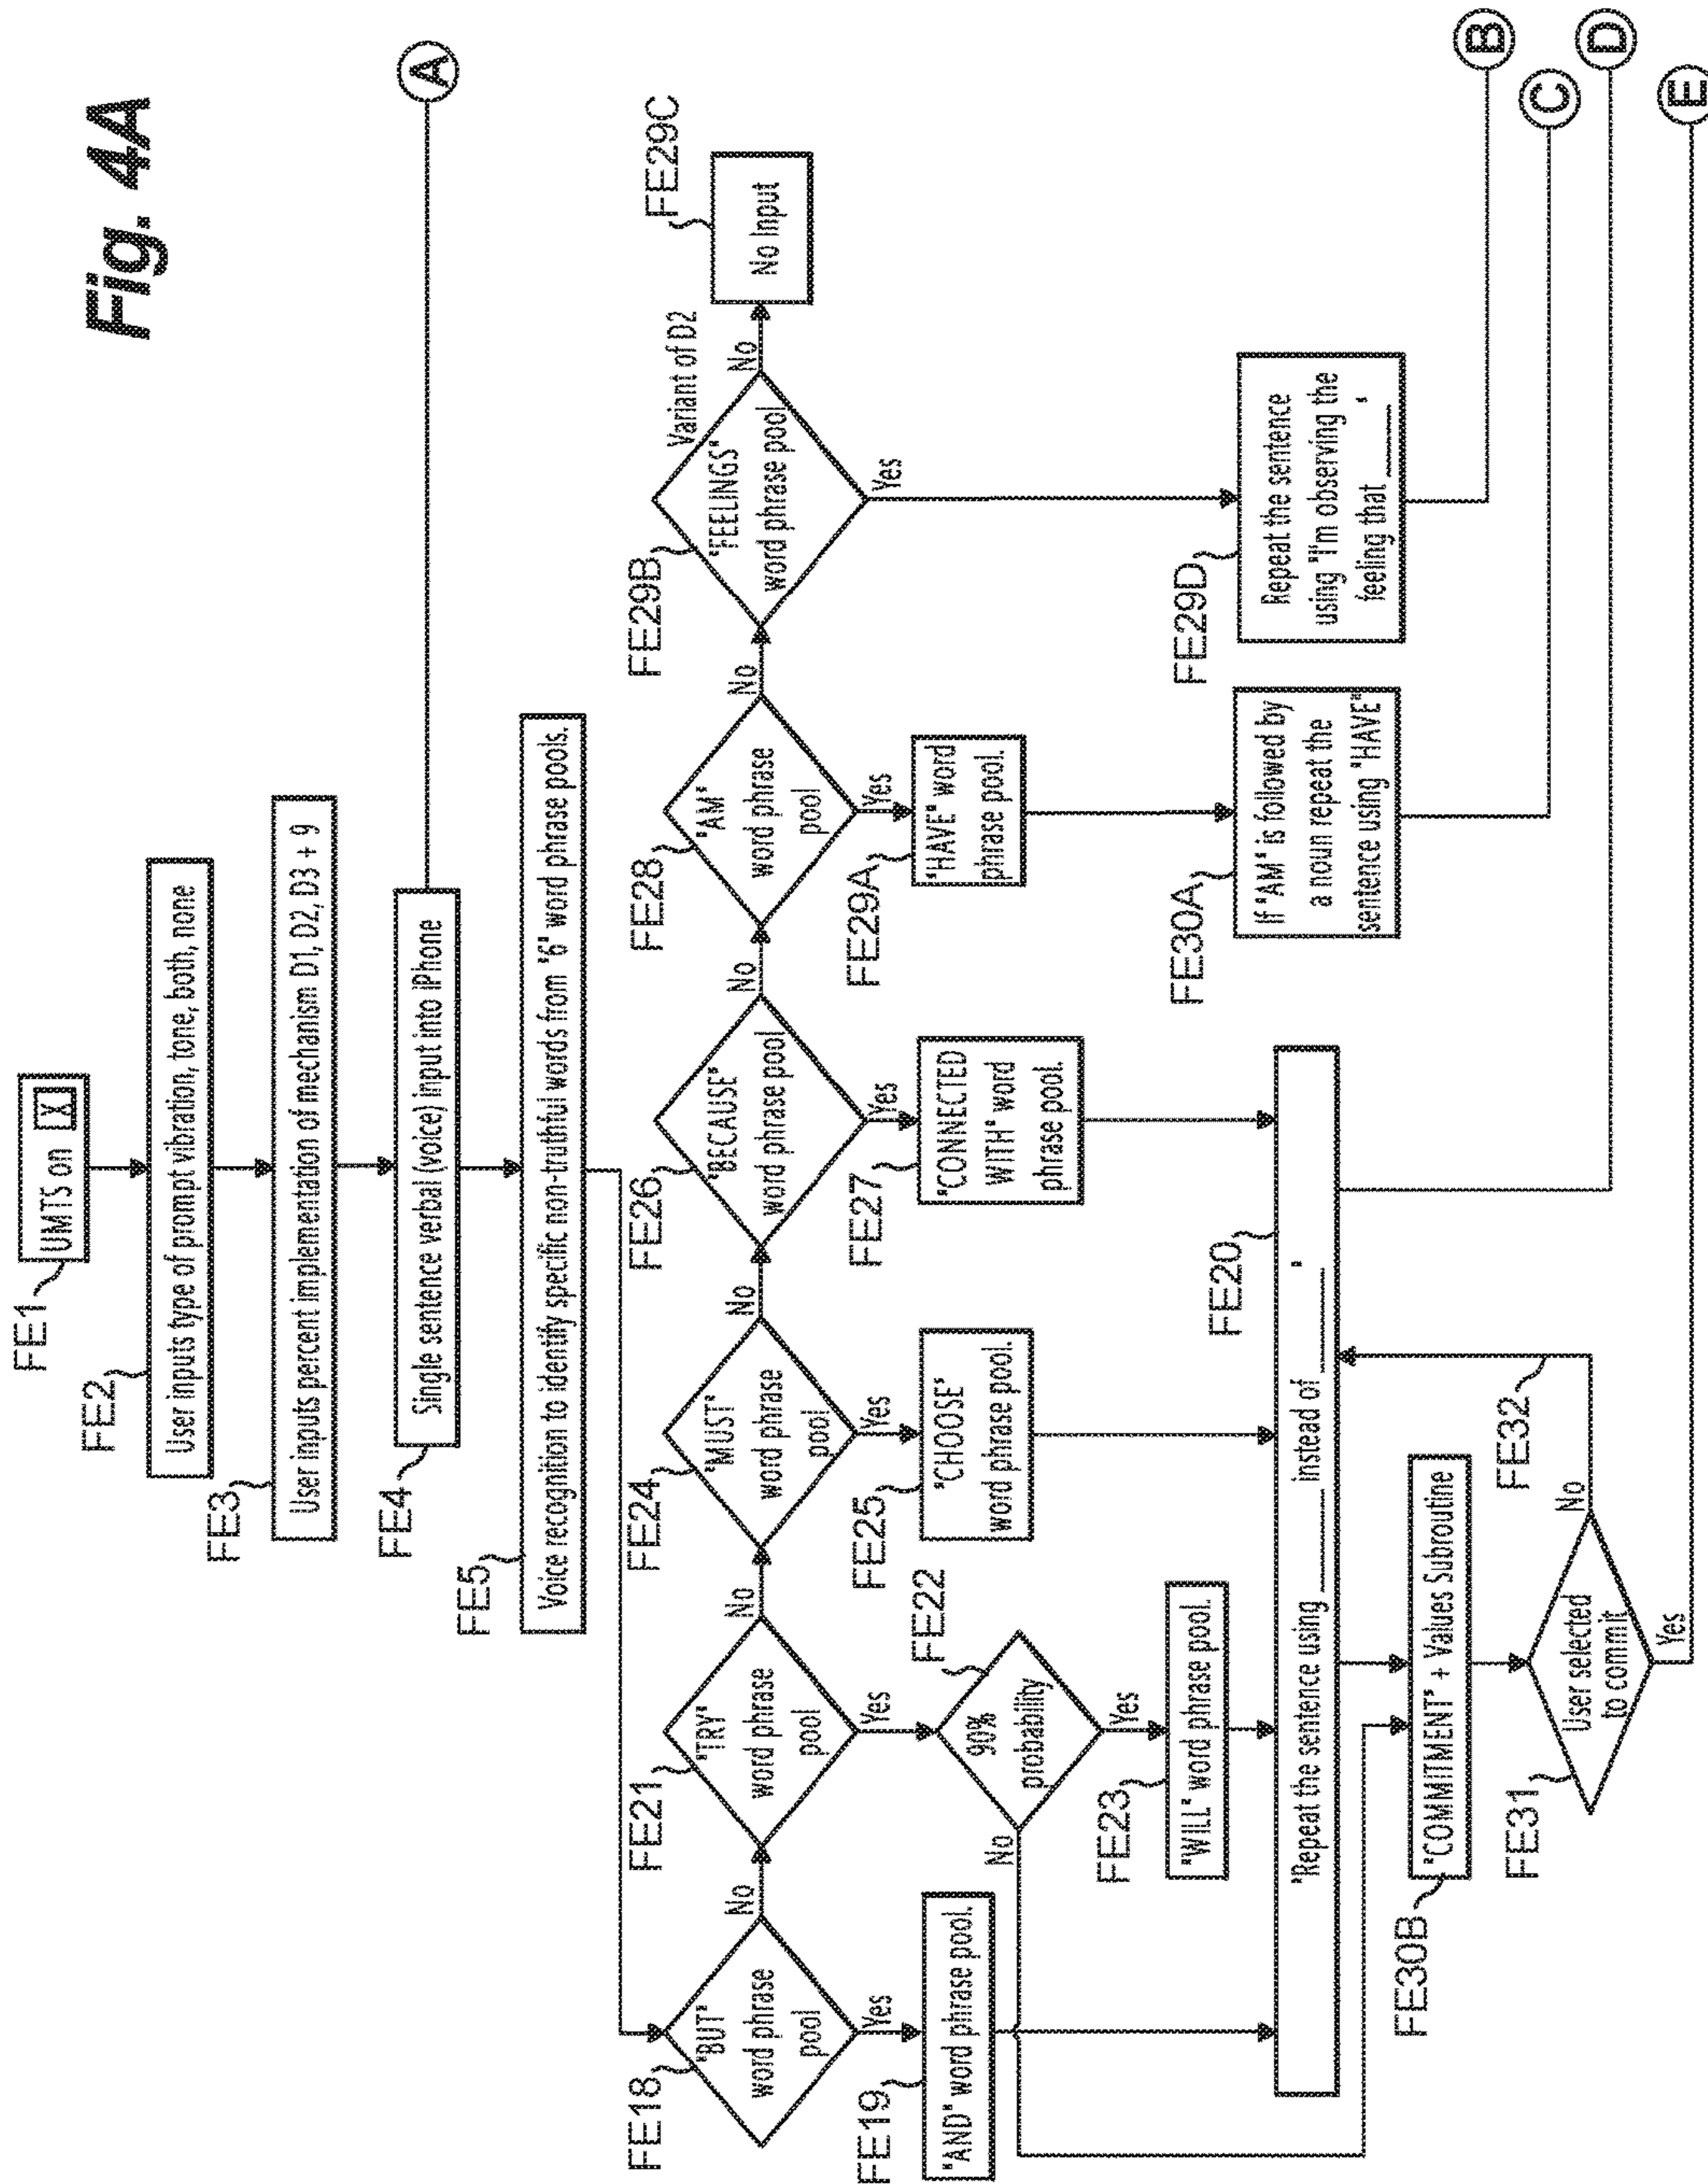 Fig. 4A
FE1
UMTS on X
FE2
User inputs type of prompt vibration, tone, both, none
FE3
User inputs percent implementation of mechanism D1, D2, D3 + 9
FE4
Single sentence verbal (voice) input into iPhone
A
FE5
Voice recognition to identify specific non-truthful words from "6" word phrase pools.
FE18
"BUT"
word phrase
pool
No
Yes
FE21
"TRY"
word phrase
pool
No
Yes
FE24
"MUST"
word phrase
pool
No
Yes
FE26
"BECAUSE"
word phrase pool
No
Yes
FE28
"AM"
word phrase
pool
No
Yes
FE29B
"FEELINGS"
word phrase pool
Variant of D2
No
Yes
FE29C
No Input
FE19
"AND" word phrase pool.
FE22
90%
probability
No
Yes
FE23
"WILL" word phrase pool.
FE25
"CHOOSE"
word phrase pool.
FE27
"CONNECTED
WITH" word
phrase pool.
FE29A
"HAVE" word
phrase pool.
FE30A
If "AM" is followed by
a noun repeat the
sentence using "HAVE"
FE29D
Repeat the sentence
using "I'm observing the
feeling that ______"
FE20
"Repeat the sentence using ______ instead of ______"
FE30B
"COMMITMENT" + Values Subroutine
FE31
User selected
to commit
No
Yes
FE32
B
C
D
E